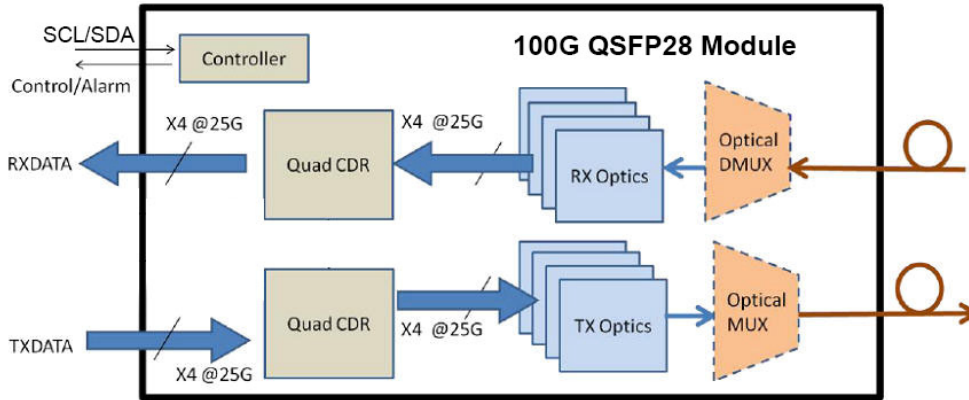 SCL/SDA
Controller
100G QSFP28 Module
Control/Alarm
X4 @25G
X4 @25G
RXDATA
Quad CDR
RX Optics
Optical
DMUX
Quad CDR
X4 @25G
TX Optics
Optical
MUX
TXDATA
X4 @25G